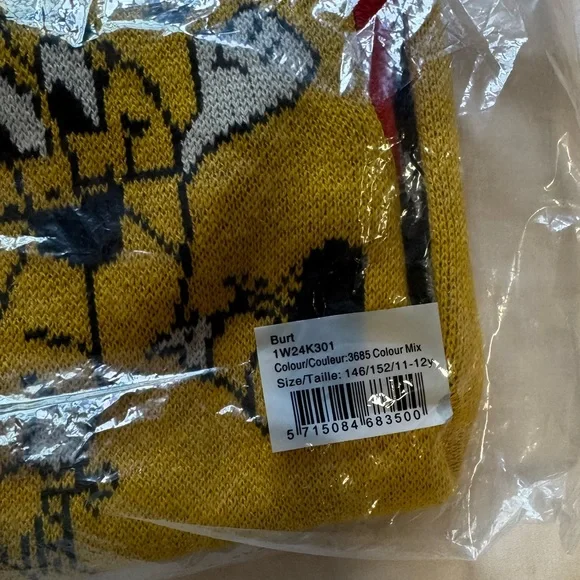 Burt
1W24K301
Colour/Couleur:3685 Colour Mix
Size/Taille: 146/152/11-12y
5 715084 683500